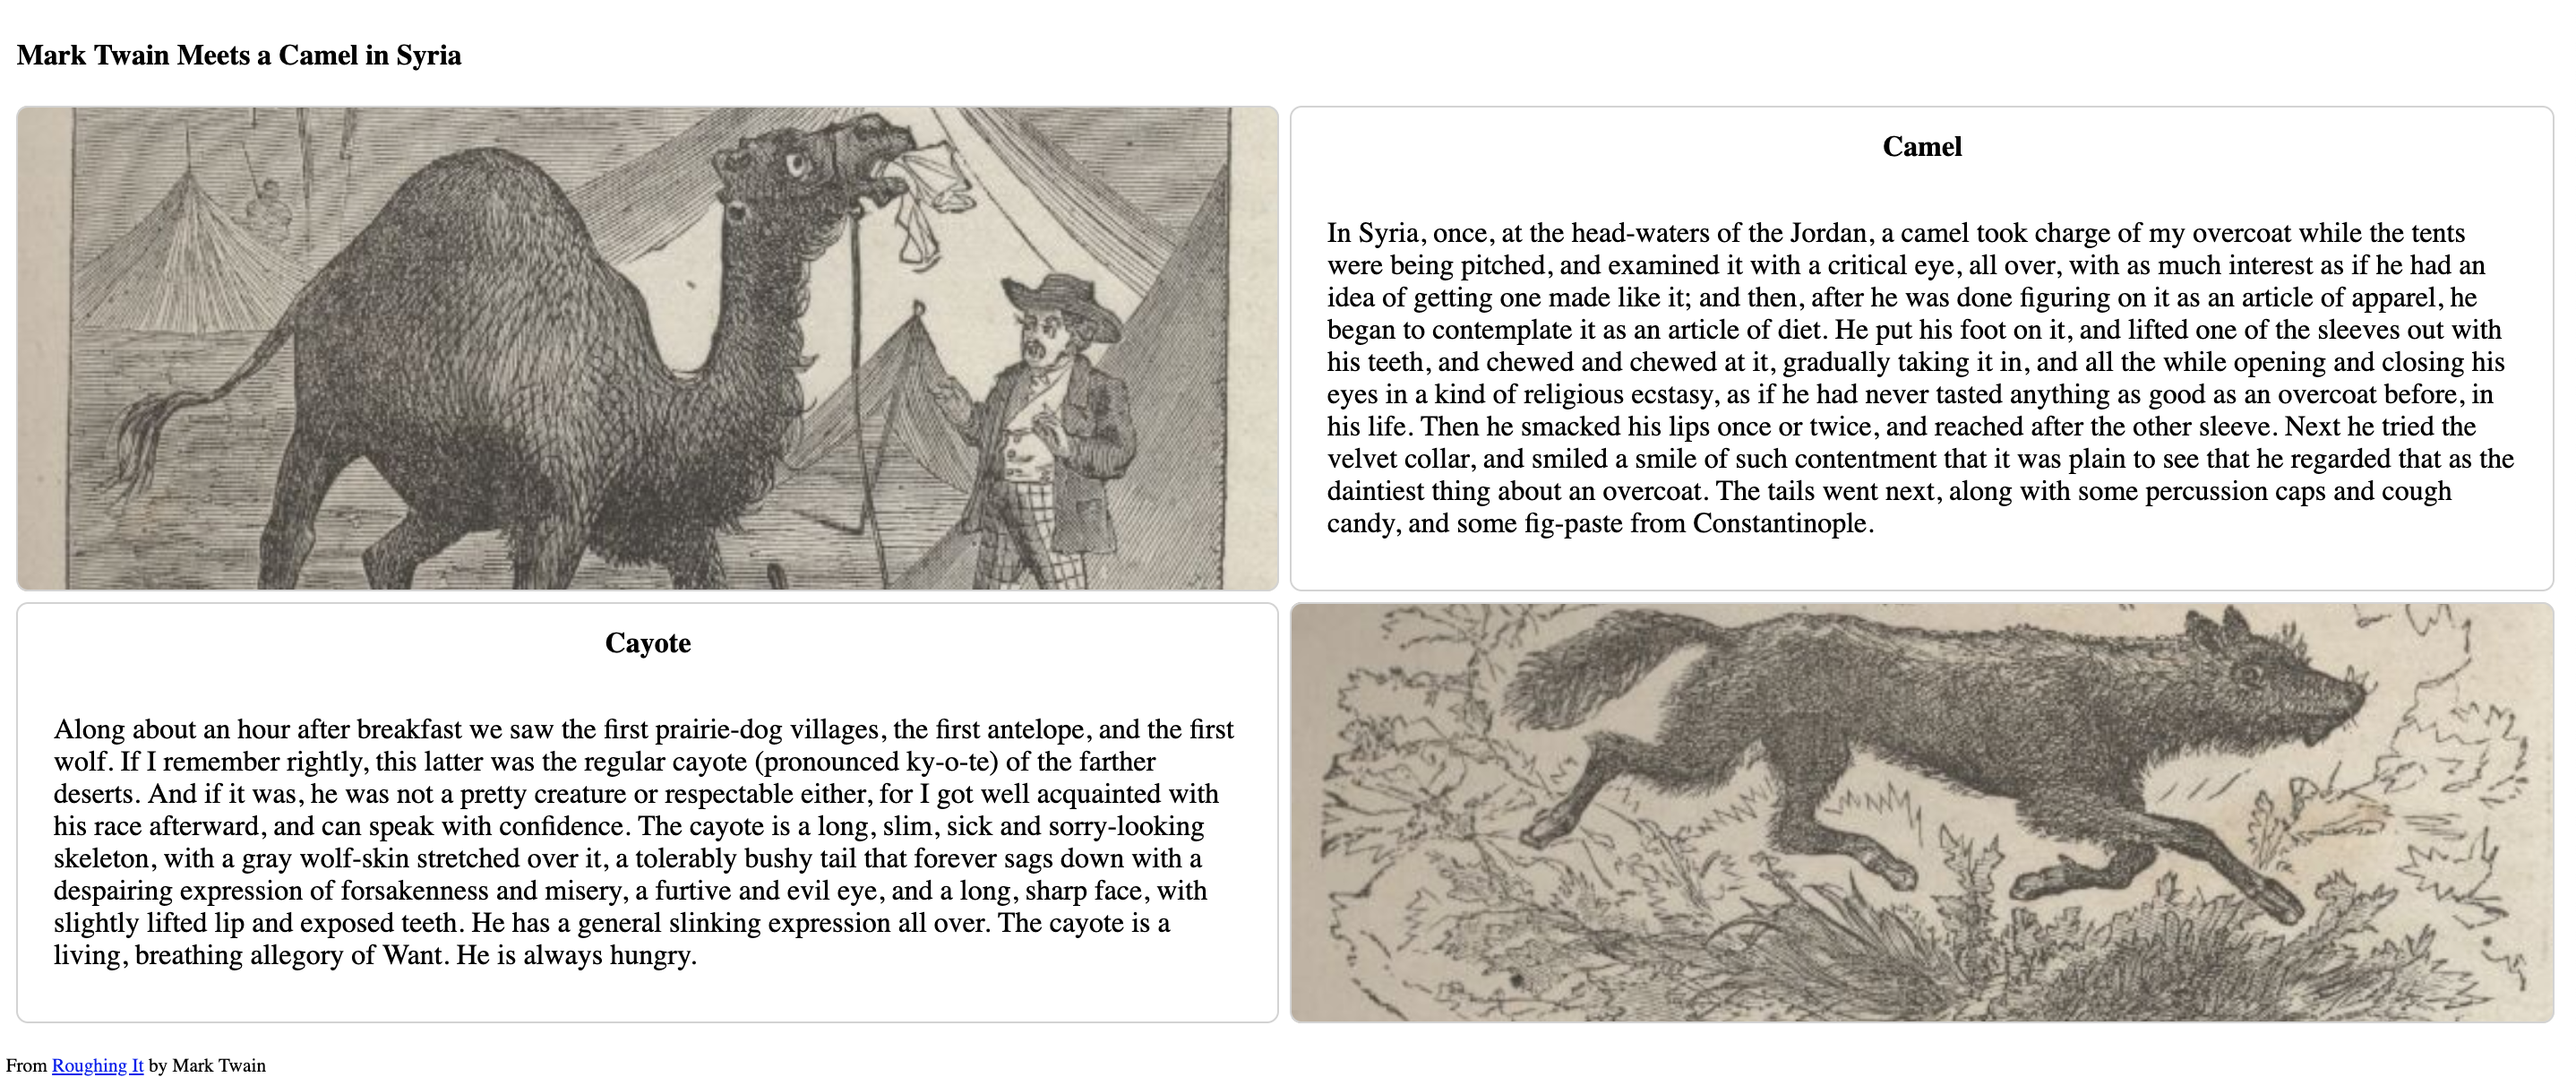 Mark Twain Meets a Camel in Syria
Camel
In Syria, once, at the head-waters of the Jordan, a camel took charge of my overcoat while the tents
were being pitched, and examined it with a critical eye, all over, with as much interest as if he had an
idea of getting one made like it; and then, after he was done figuring on it as an article of apparel, he
began to contemplate it as an article of diet. He put his foot on it, and lifted one of the sleeves out with
his teeth, and chewed and chewed at it, gradually taking it in, and all the while opening and closing his
eyes in a kind of religious ecstasy, as if he had never tasted anything as good as an overcoat before, in
his life. Then he smacked his lips once or twice, and reached after the other sleeve. Next he tried the
velvet collar, and smiled a smile of such contentment that it was plain to see that he regarded that as the
daintiest thing about an overcoat. The tails went next, along with some percussion caps and cough
candy, and some fig-paste from Constantinople.
Cayote
Along about an hour after breakfast we saw the first prairie-dog villages, the first antelope, and the first
wolf. If I remember rightly, this latter was the regular cayote (pronounced ky-o-te) of the farther
deserts. And if it was, he was not a pretty creature or respectable either, for I got well acquainted with
his race afterward, and can speak with confidence. The cayote is a long, slim, sick and sorry-looking
skeleton, with a gray wolf-skin stretched over it, a tolerably bushy tail that forever sags down with a
despairing expression of forsakenness and misery, a furtive and evil eye, and a long, sharp face, with
slightly lifted lip and exposed teeth. He has a general slinking expression all over. The cayote is a
living, breathing allegory of Want. He is always hungry.
From Roughing It by Mark Twain